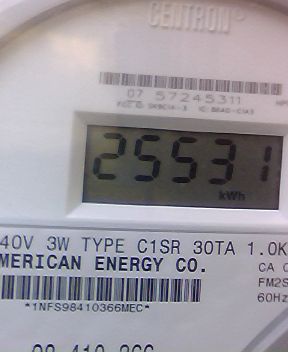 CENTRON
07 57245311
25531
kWh
40V 3W TYPE C1SR 30TA 1.0K
MERICAN ENERGY CO.
CA 0
FM2S
60Hz
*1NFS98410366MEC*